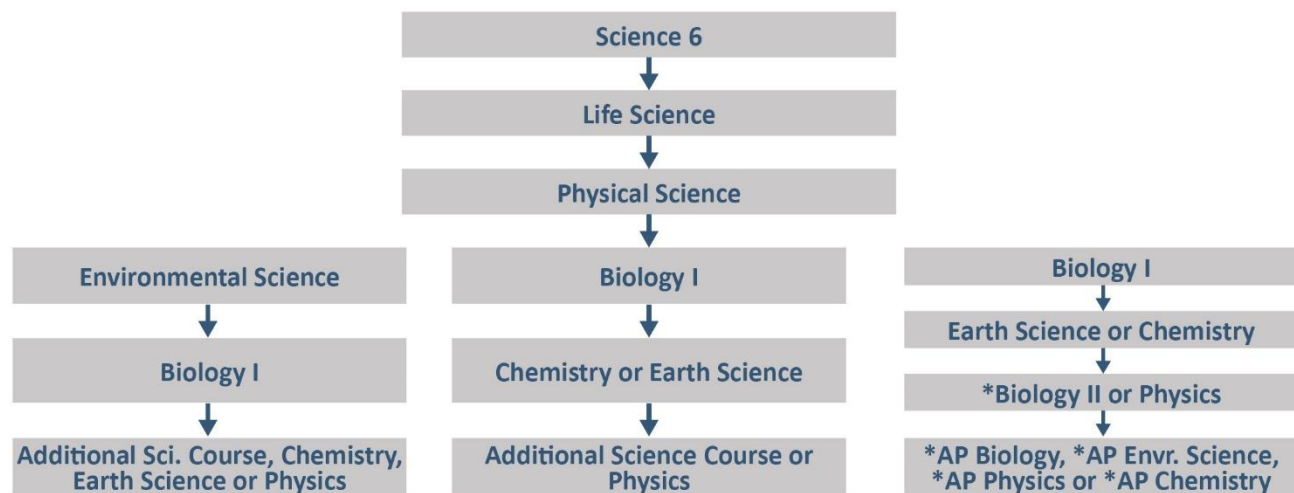 Science 6
Life Science
Physical Science
Environmental Science
Biology I
Additional Sci. Course, Chemistry,
Earth Science or Physics
Biology I
Chemistry or Earth Science
Additional Science Course or
Physics
Biology I
Earth Science or Chemistry
*Biology II or Physics
*AP Biology, *AP Envr. Science,
*AP Physics or *AP Chemistry